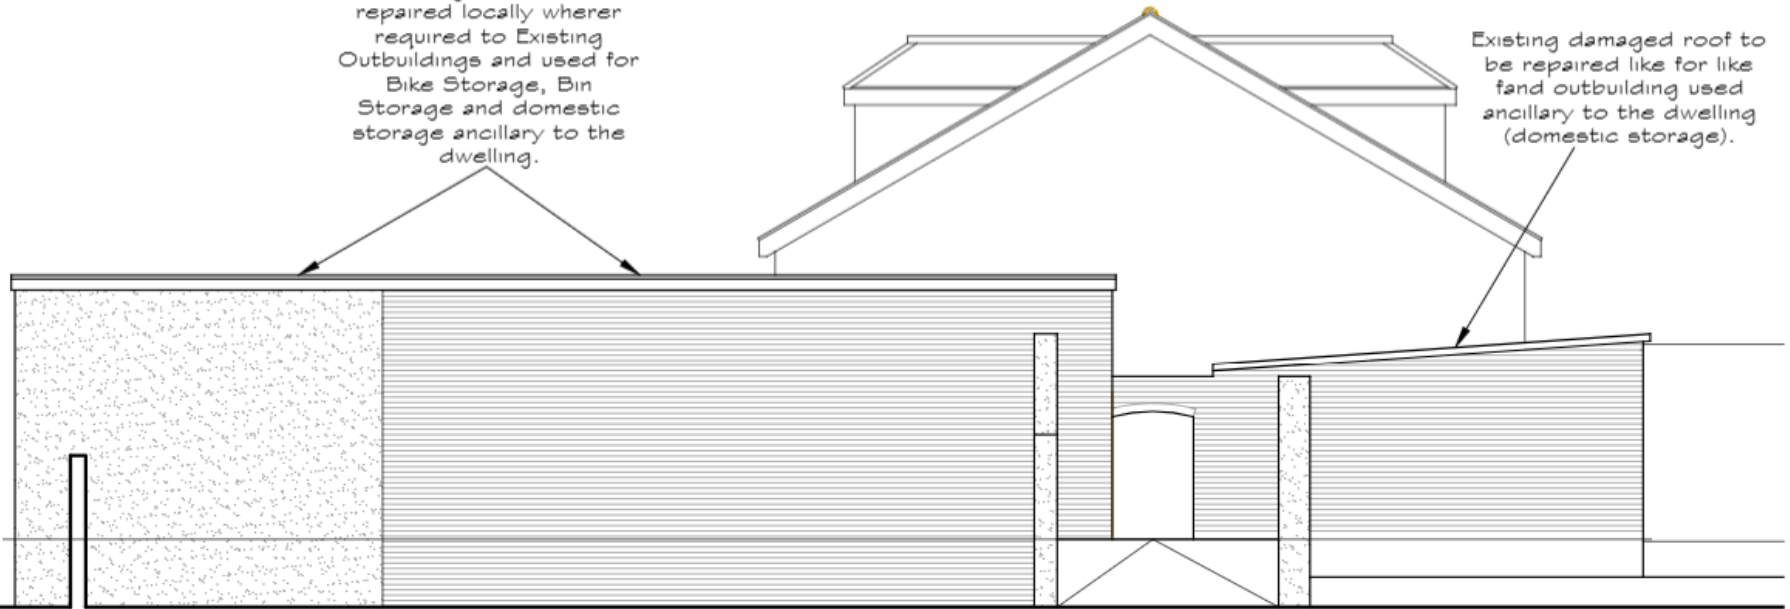 repaired locally wherer
required to Existing
Outbuildings and used for
Bike Storage, Bin
Storage and domestic
storage ancillary to the
dwelling.
Existing damaged roof to
be repaired like for like
fand outbuilding used
ancillary to the dwelling
(domestic storage).